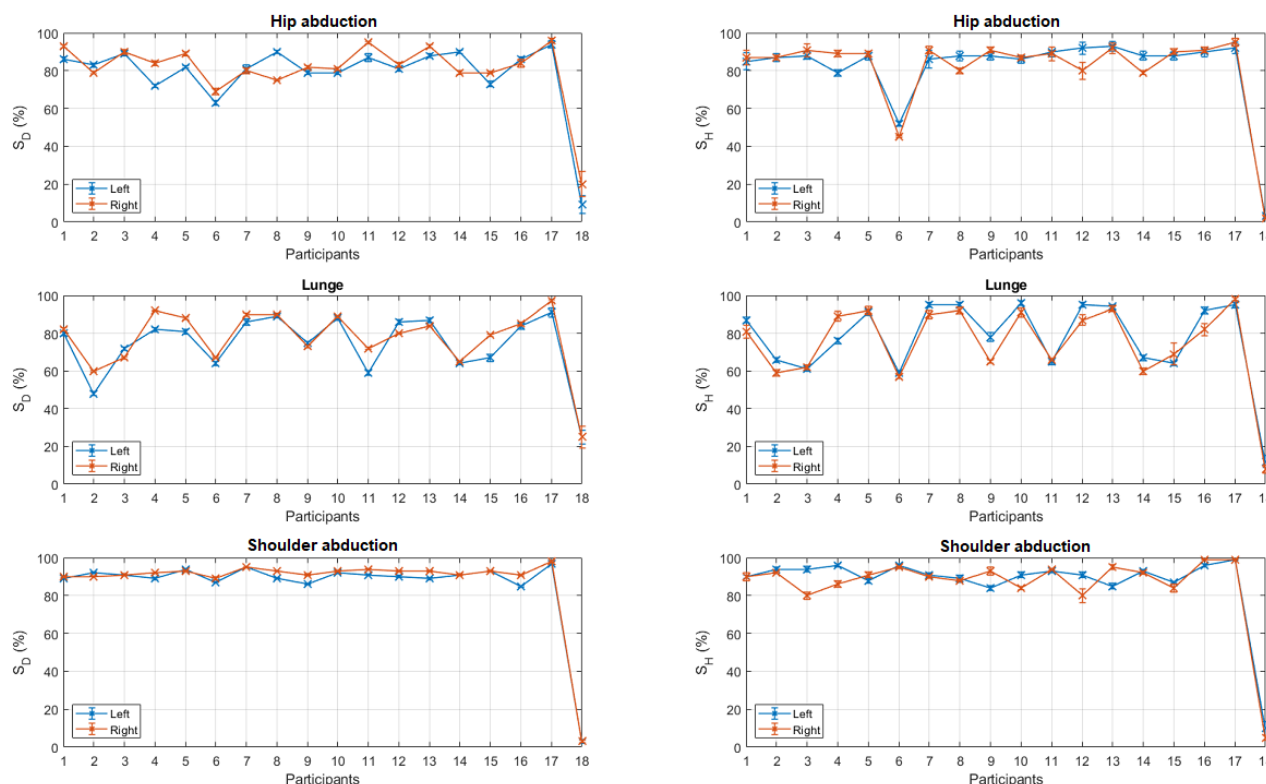 Hip abduction
S_D (%)
100
80
60
40
20
0
Left
Right
1 2 3 4 5 6 7 8 9 10 11 12 13 14 15 16 17 18
Participants
Hip abduction
S_H (%)
100
80
60
40
20
0
Left
Right
1 2 3 4 5 6 7 8 9 10 11 12 13 14 15 16 17 1
Participants
Lunge
S_D (%)
100
80
60
40
20
0
Left
Right
1 2 3 4 5 6 7 8 9 10 11 12 13 14 15 16 17 18
Participants
Lunge
S_H (%)
100
80
60
40
20
0
Left
Right
1 2 3 4 5 6 7 8 9 10 11 12 13 14 15 16 17 1
Participants
Shoulder abduction
S_D (%)
100
80
60
40
20
0
Left
Right
1 2 3 4 5 6 7 8 9 10 11 12 13 14 15 16 17 18
Participants
Shoulder abduction
S_H (%)
100
80
60
40
20
0
Left
Right
1 2 3 4 5 6 7 8 9 10 11 12 13 14 15 16 17 1
Participants